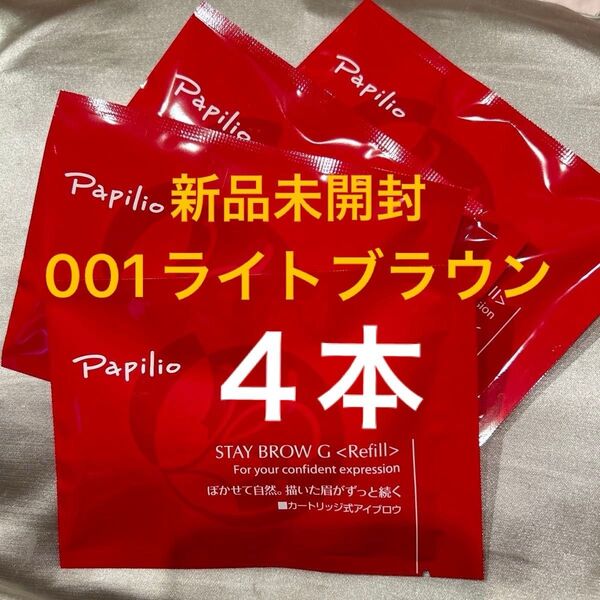 Papilio
Papilio
Papilio
新品未開封
001ライトブラウン
ll>
sion
Papilio
4本
STAY BROW G <Refill>
For your confident expression
ぼかせて自然。描いた眉がずっと続く
■カートリッジ式アイブロウ